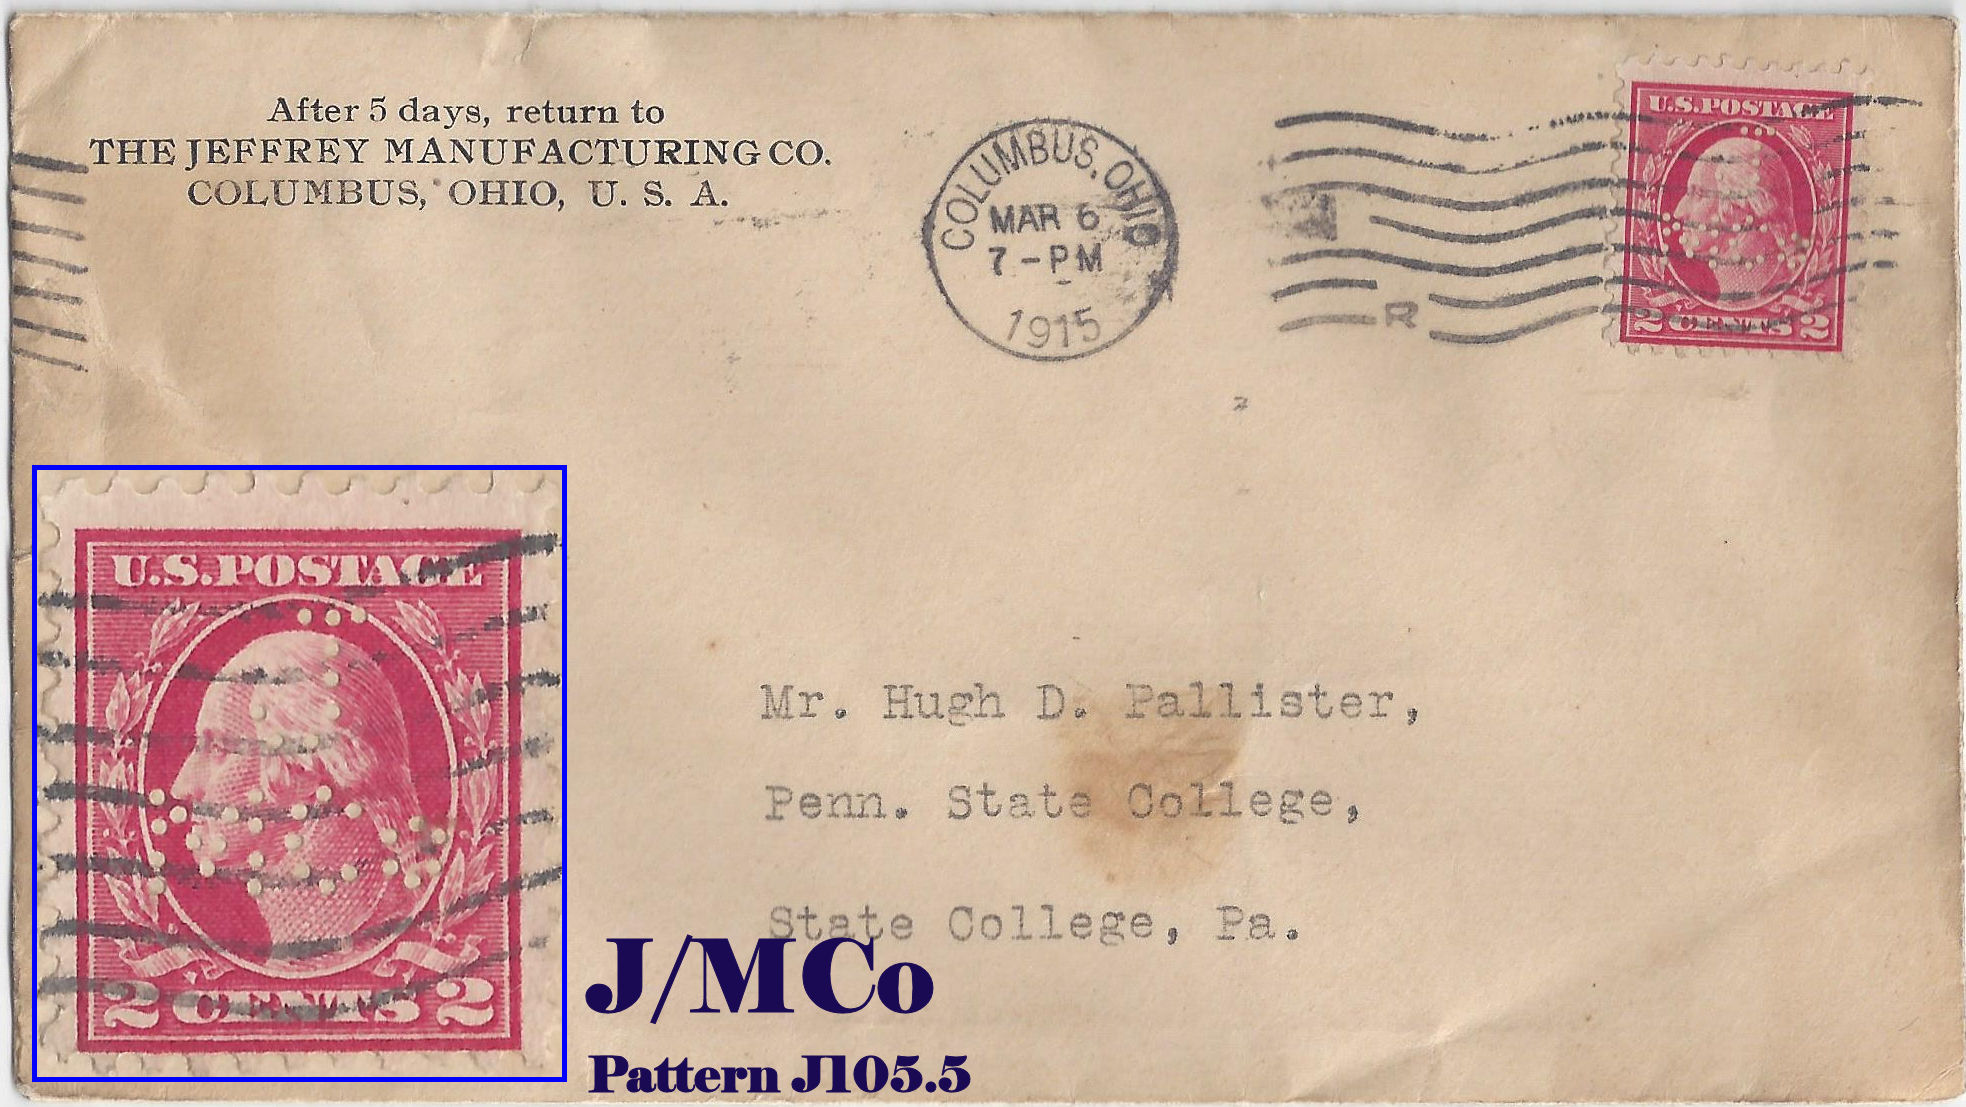 After 5 days, return to
THE JEFFREY MANUFACTURING CO.
COLUMBUS, OHIO, U. S. A.
COLUMBUS, OHIO
MAR 6
7-PM
1915
R
U.S.POSTAGE
2 CENTS 2
Mr. Hugh D. Pallister,
Penn. State College,
State College, Pa.
U.S.POSTAGE
2 CENTS 2
J/MCo
Pattern J105.5